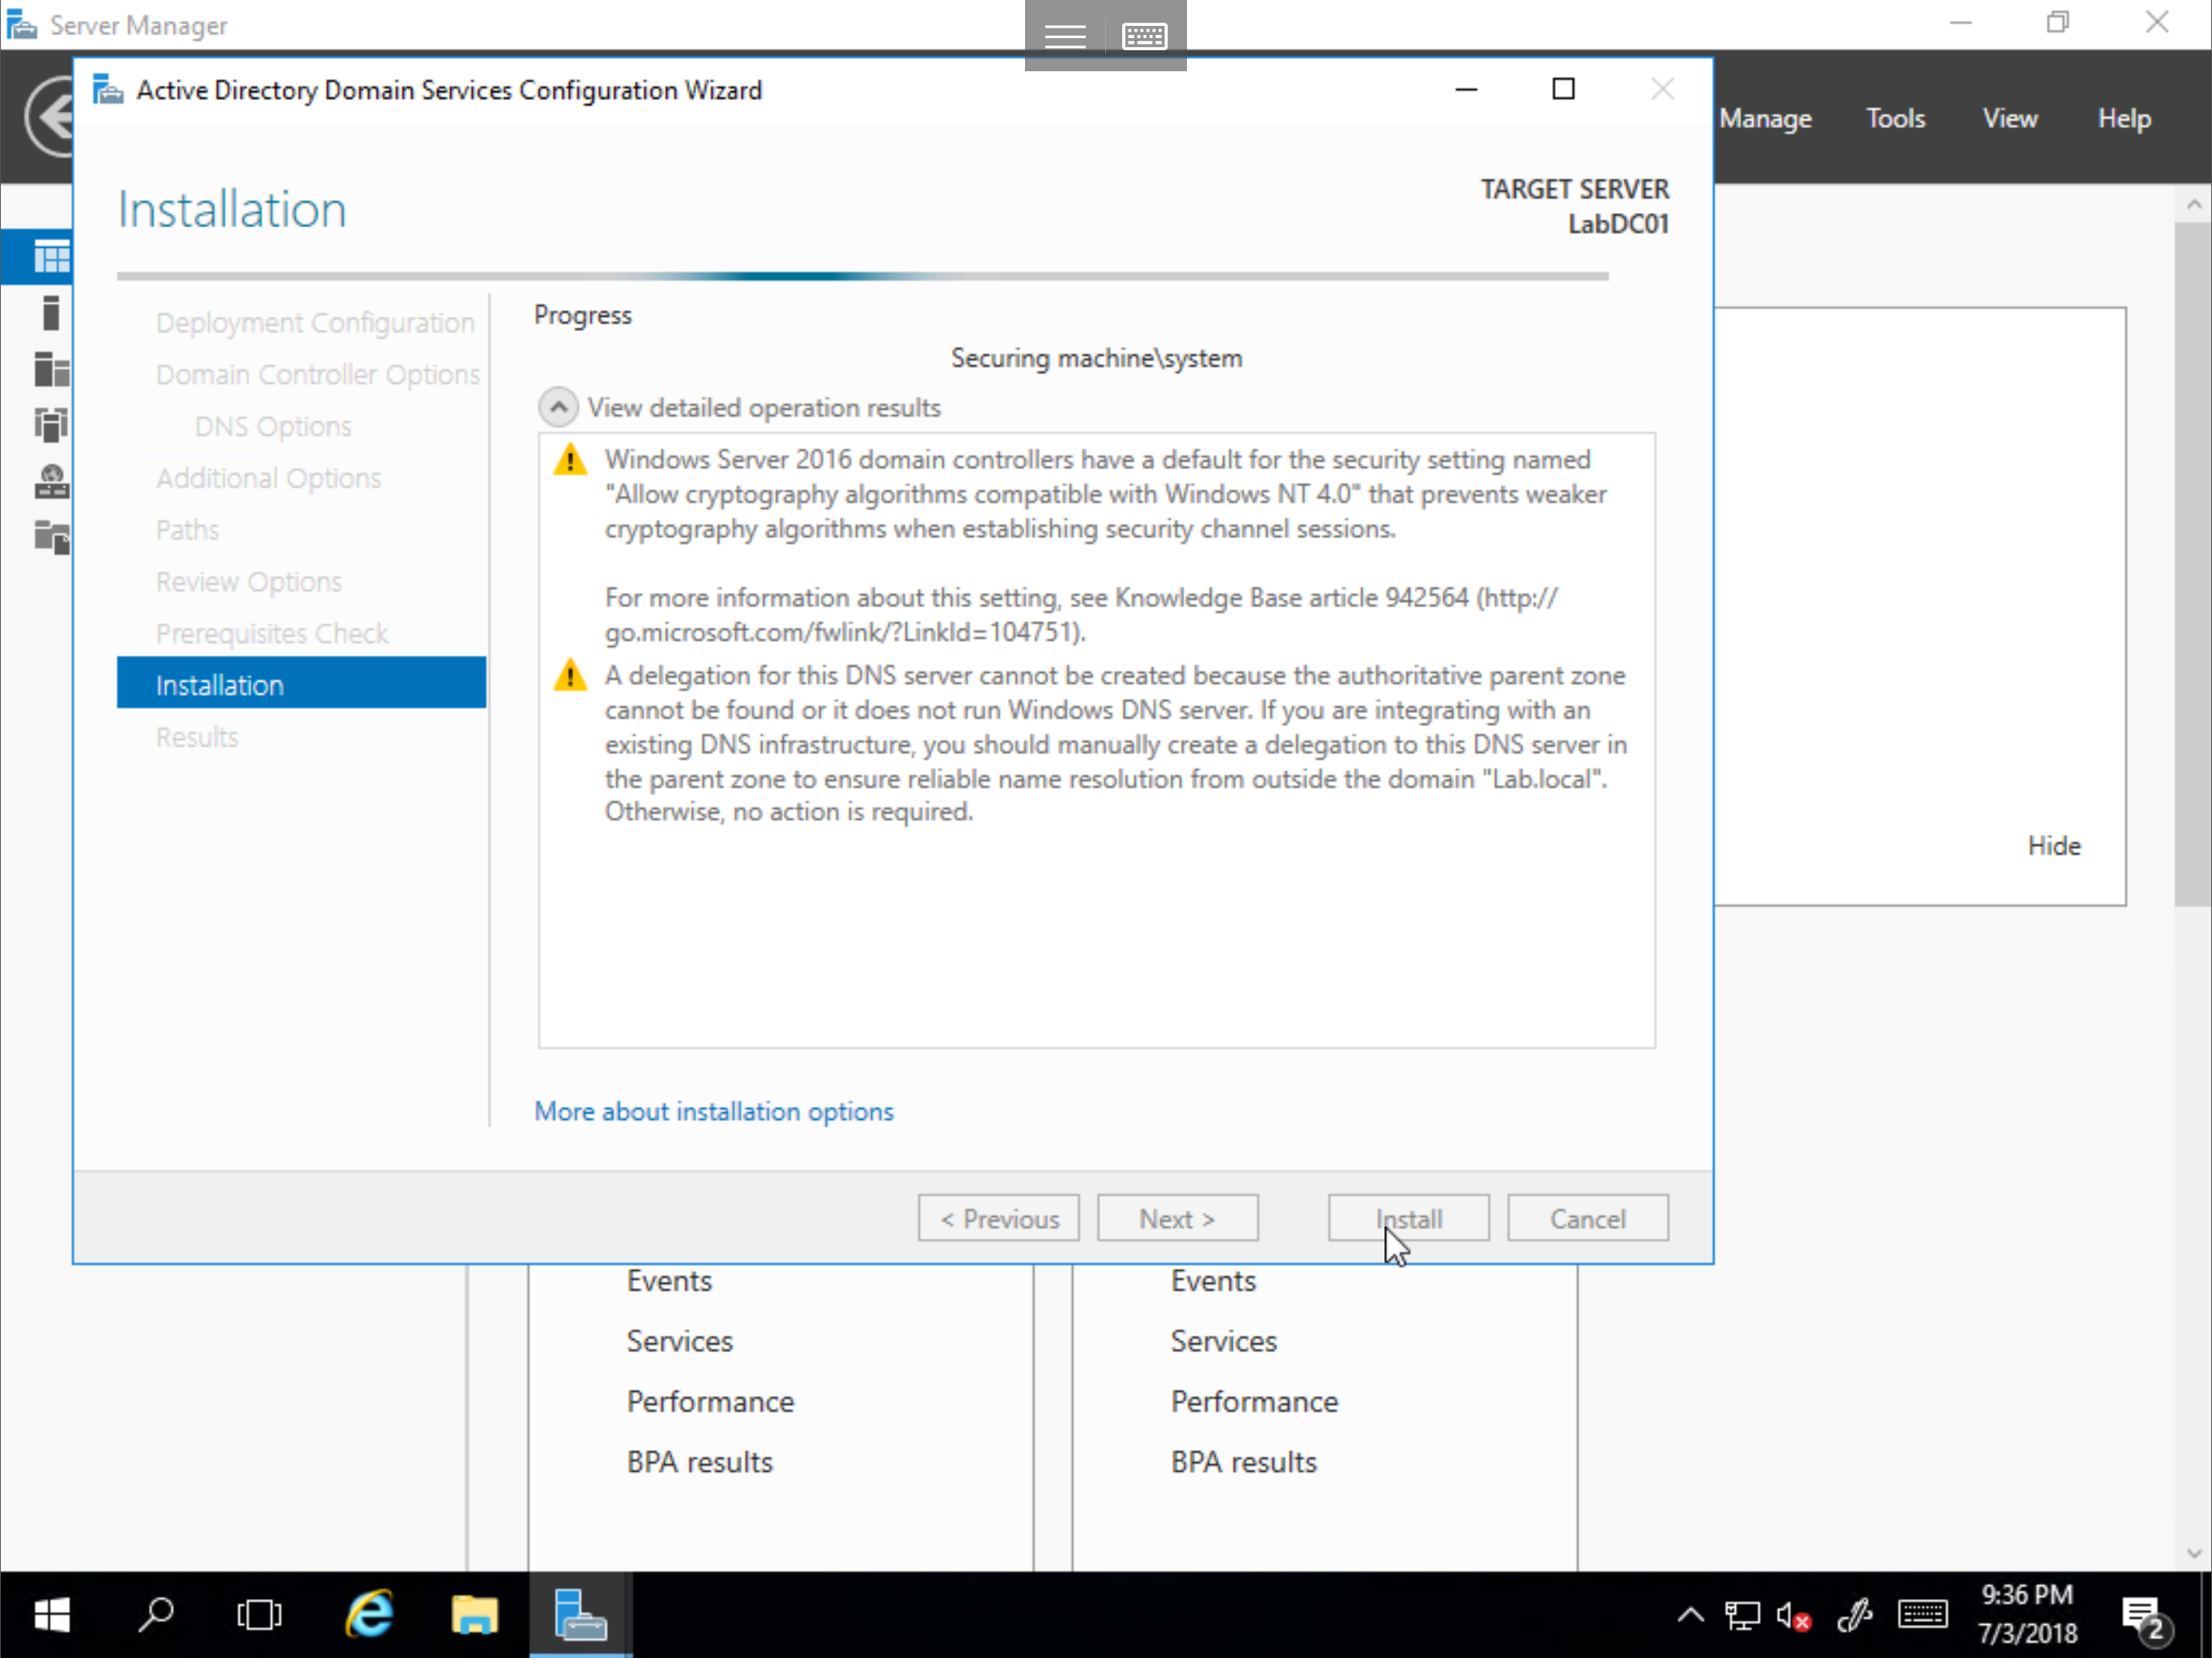 Server Manager
Active Directory Domain Services Configuration Wizard
Manage
Tools
View
Help
Installation
TARGET SERVER
LabDC01
Deployment Configuration
Domain Controller Options
DNS Options
Additional Options
Paths
Review Options
Prerequisites Check
Installation
Results
Progress
Securing machine\system
View detailed operation results
Windows Server 2016 domain controllers have a default for the security setting named
"Allow cryptography algorithms compatible with Windows NT 4.0" that prevents weaker
cryptography algorithms when establishing security channel sessions.
For more information about this setting, see Knowledge Base article 942564 (http://
go.microsoft.com/fwlink/?LinkId=104751).
A delegation for this DNS server cannot be created because the authoritative parent zone
cannot be found or it does not run Windows DNS server. If you are integrating with an
existing DNS infrastructure, you should manually create a delegation to this DNS server in
the parent zone to ensure reliable name resolution from outside the domain "Lab.local".
Otherwise, no action is required.
Hide
More about installation options
< Previous
Next >
Install
Cancel
Events
Services
Performance
BPA results
Events
Services
Performance
BPA results
9:36 PM
7/3/2018
2